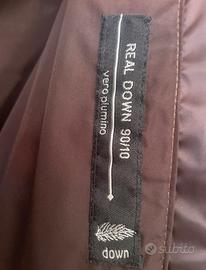 REAL DOWN 90/10
vero piumino
down
subito